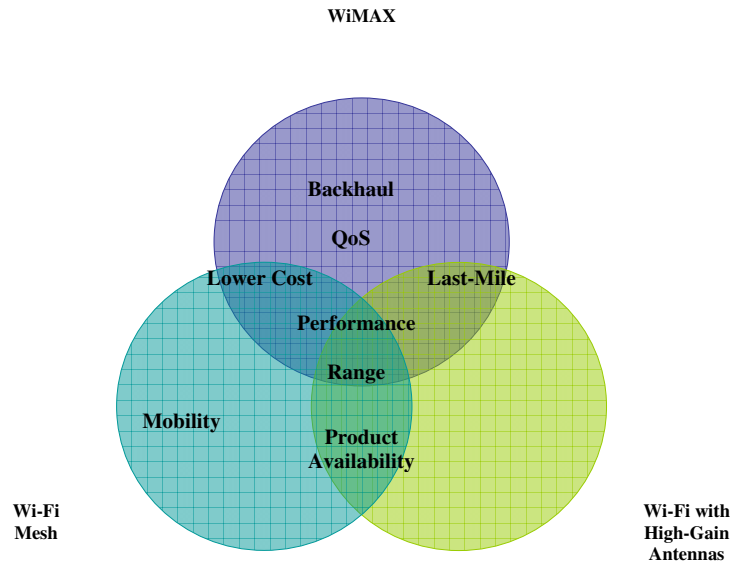 WiMAX
Backhaul
QoS
Lower Cost
Last-Mile
Performance
Range
Mobility
Product
Availability
Wi-Fi
Mesh
Wi-Fi with
High-Gain
Antennas